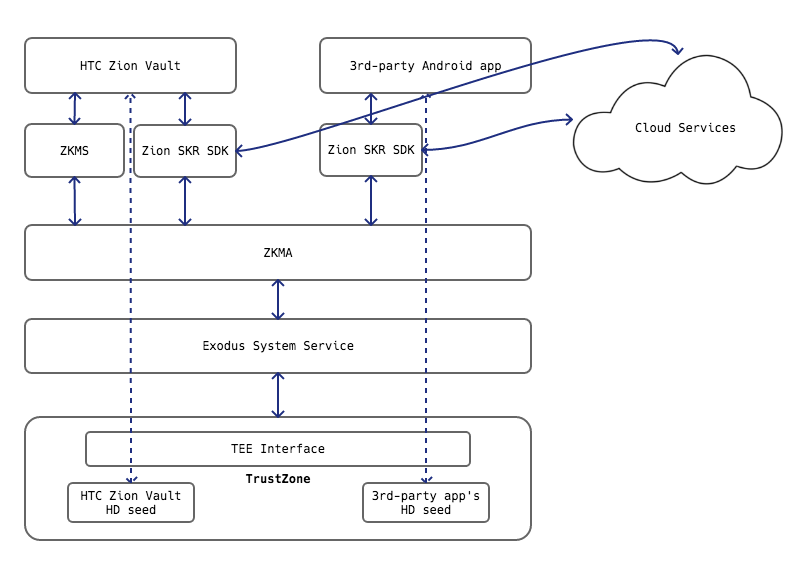 HTC Zion Vault
3rd-party Android app
Cloud Services
ZKMS
Zion SKR SDK
Zion SKR SDK
ZKMA
Exodus System Service
TEE Interface
TrustZone
HTC Zion Vault
HD seed
3rd-party app's
HD seed